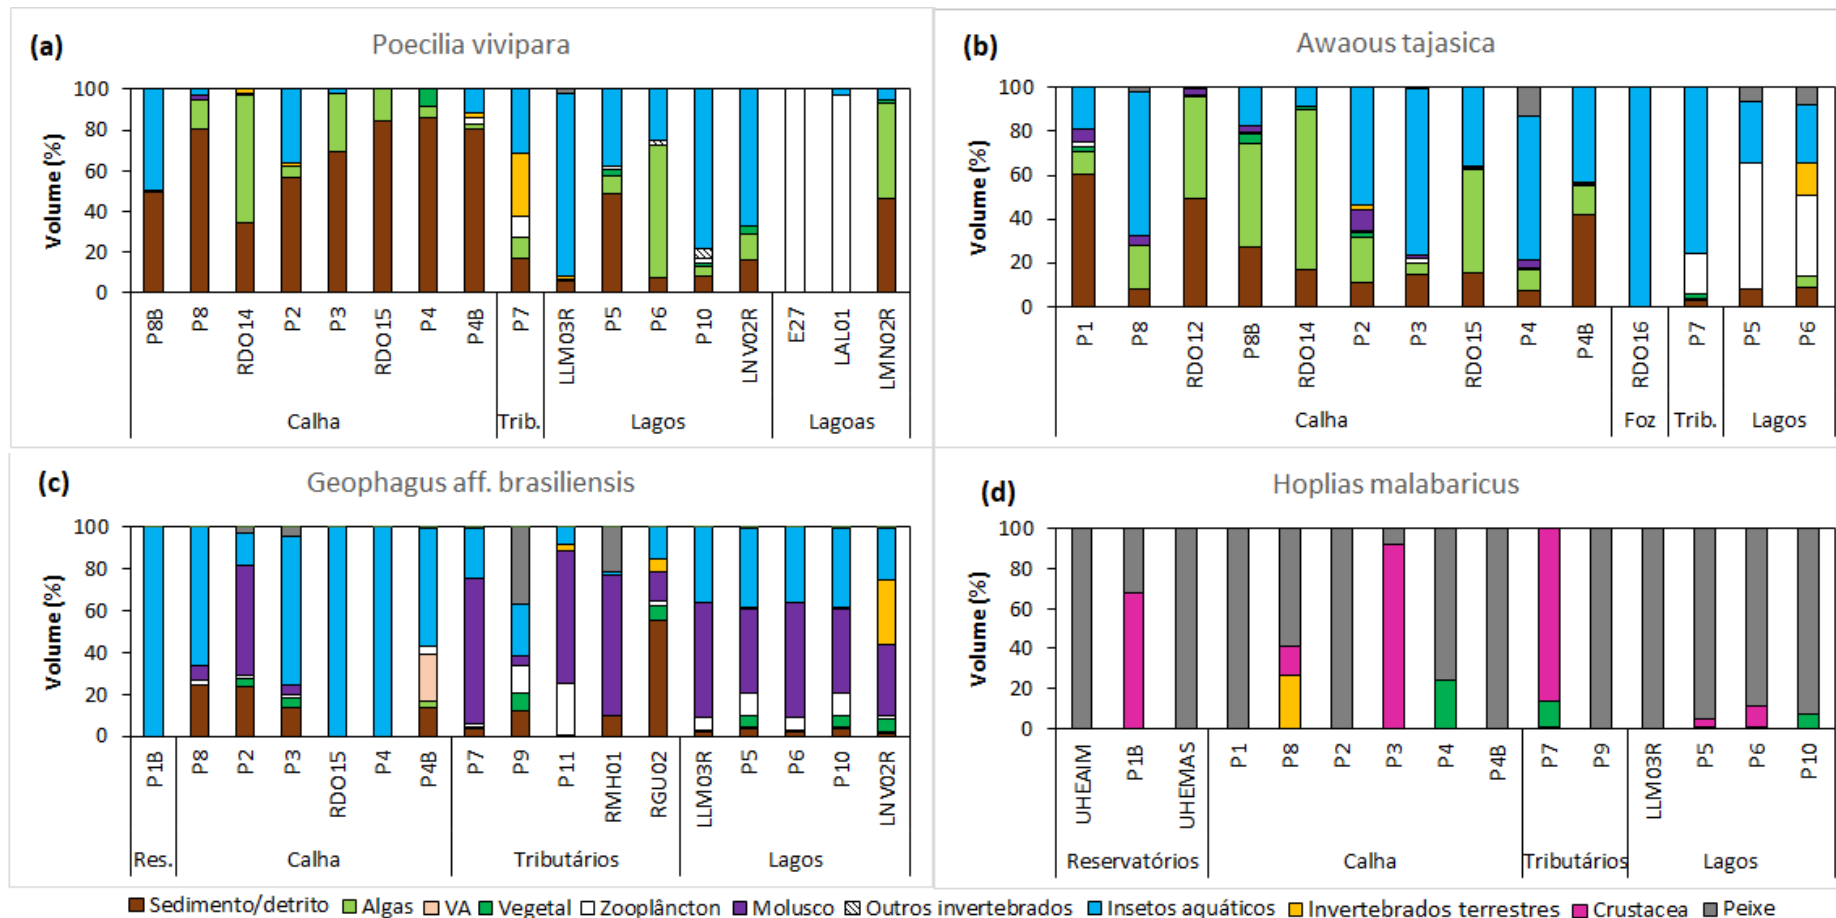 (a) Poecilia vivipara
Volume (%)
100
80
60
40
20
0
P8B P8 RDO14 P2 P3 RDO15 P4 P4B P7 LLM03R P5 P6 P10 LNV02R E27 LAL01 LMN02R
Calha Trib. Lagos Lagoas
(b) Awaous tajasica
Volume (%)
100
80
60
40
20
0
P1 P8 RDO12 P8B RDO14 P2 P3 RDO15 P4 P4B RDO16 P7 P5 P6
Calha Foz Trib. Lagos
(c) Geophagus aff. brasiliensis
Volume (%)
100
80
60
40
20
0
P1B P8 P2 P3 RDO15 P4 P4B P7 P9 P11 RMH01 RGU02 LLM03R P5 P6 P10 LNV02R
Res. Calha Tributários Lagos
(d) Hoplias malabaricus
Volume (%)
100
80
60
40
20
0
UHEAIM P1B UHEMAS P1 P8 P2 P3 P4 P4B P7 P9 LLM03R P5 P6 P10
Reservatórios Calha Tributários Lagos
Sedimento/detrito Algas VA Vegetal Zooplâncton Molusco Outros invertebrados Insetos aquáticos Invertebrados terrestres Crustacea Peixe